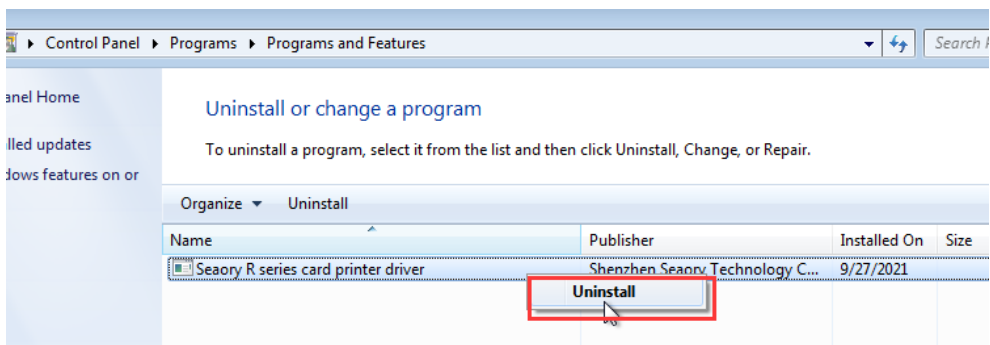 Control Panel ▸ Programs ▸ Programs and Features
Search
anel Home
Uninstall or change a program
lled updates
To uninstall a program, select it from the list and then click Uninstall, Change, or Repair.
dows features on or
Organize Uninstall
Name Publisher Installed On Size
Seaory R series card printer driver Shenzhen Seaory Technology C... 9/27/2021
Uninstall